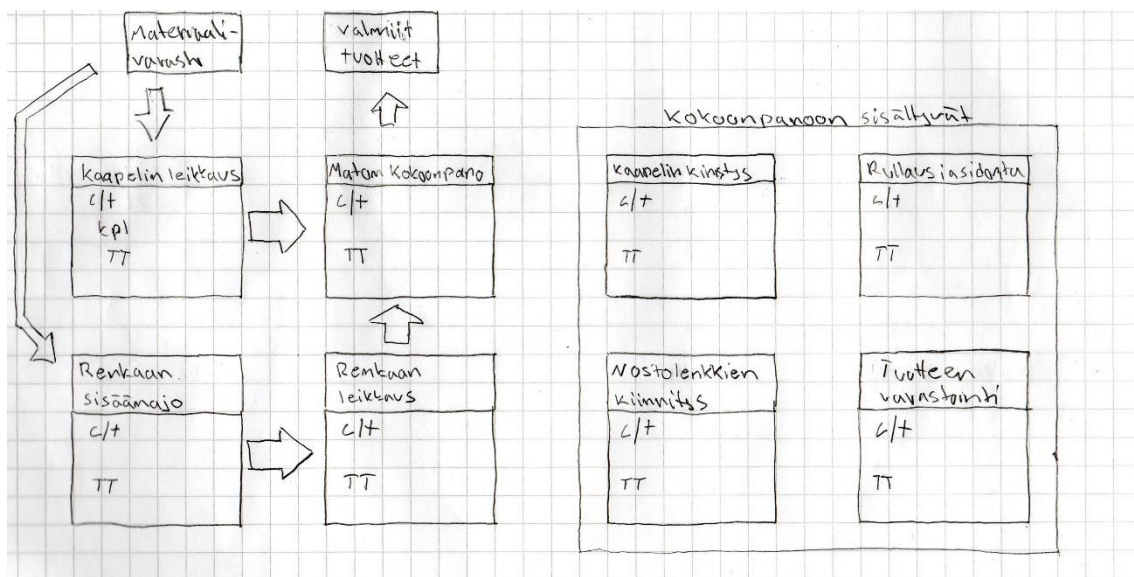 Materiaali-
varasto
valmiit
tuotteet
Kaapelin leikkaus
c/t
kpl
TT
Maton kokoonpano
c/t
TT
Renkaan
sisäänajo
c/t
TT
Renkaan
leikkaus
c/t
TT
Kokoonpanoon sisältyvät
Kaapelin kiristys
c/t
TT
Rullaus ja sidonta
c/t
TT
Nostolenkkien
kiinnitys
c/t
TT
Tuotteen
varastointi
c/t
TT